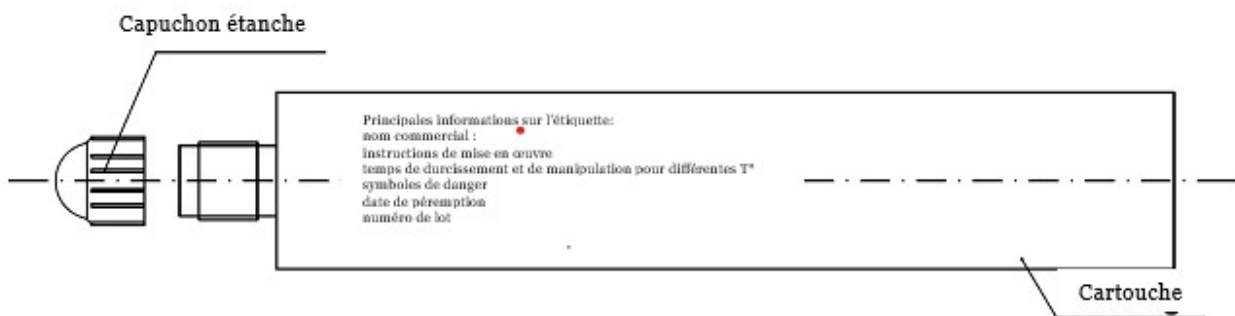 Capuchon étanche
Principales informations sur l'étiquette:
nom commercial :
instructions de mise en œuvre
temps de durcissement et de manipulation pour différentes T°
symboles de danger
date de péremption
numéro de lot
Cartouche